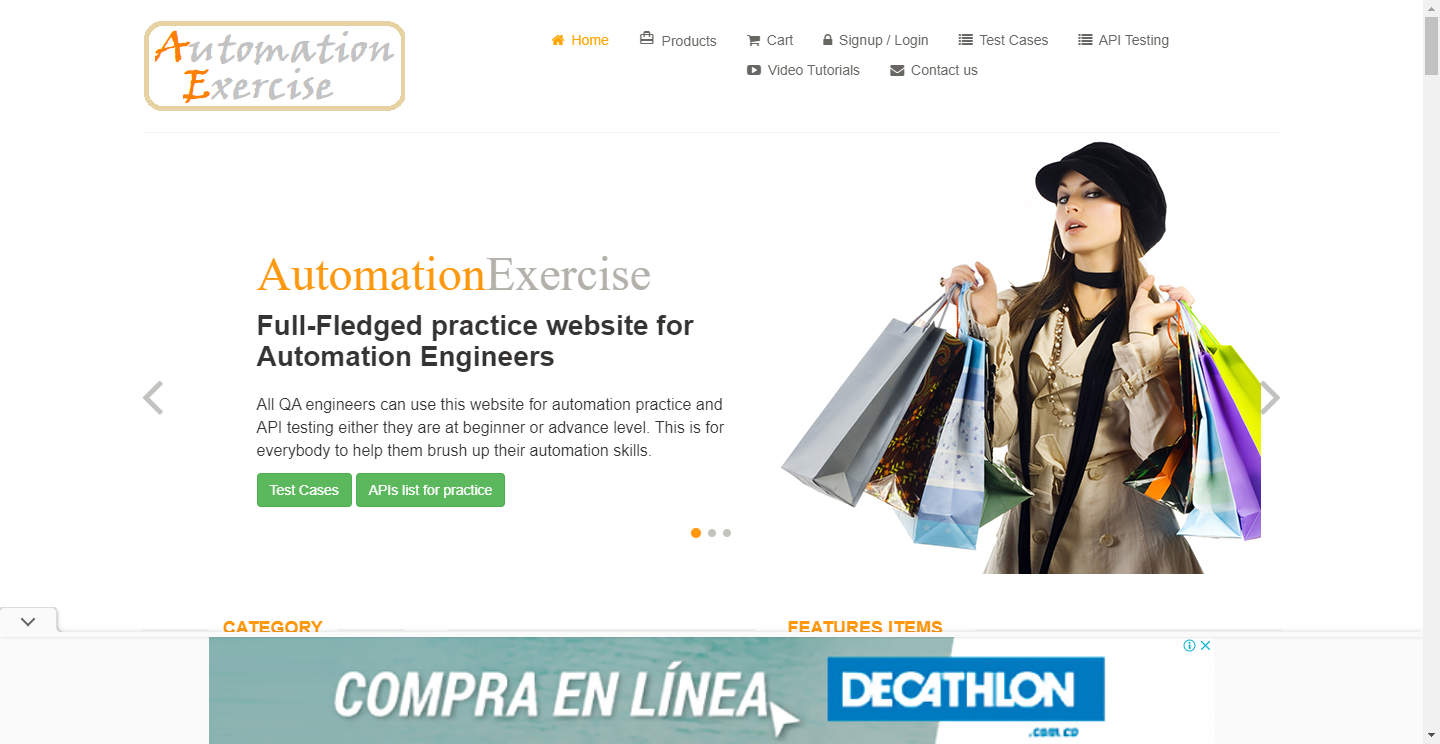 Automation
Exercise
Home Products Cart Signup / Login Test Cases API Testing
Video Tutorials Contact us
AutomationExercise
Full-Fledged practice website for
Automation Engineers
All QA engineers can use this website for automation practice and
API testing either they are at beginner or advance level. This is for
everybody to help them brush up their automation skills.
Test Cases APIs list for practice
CATEGORY FEATURES ITEMS
COMPRA EN LÍNEA DECATHLON
.com.co